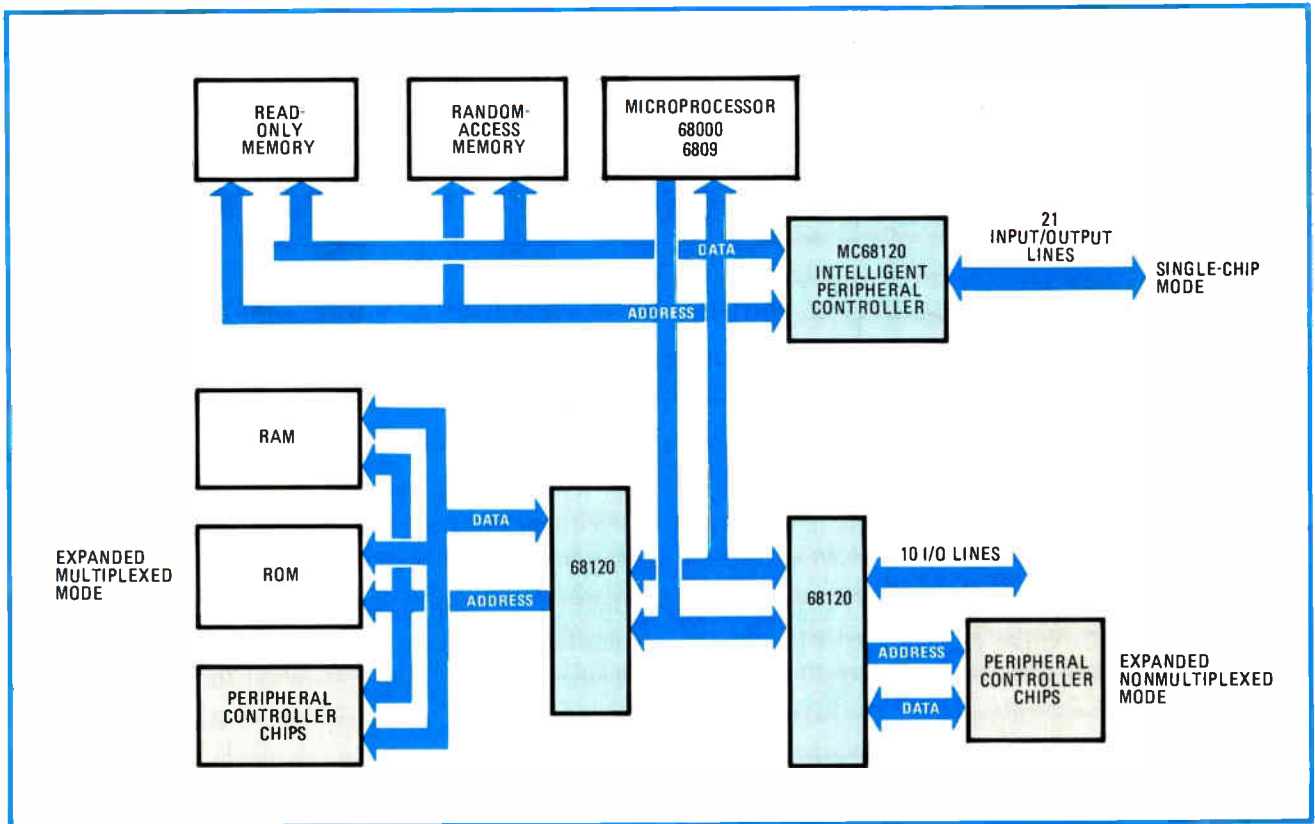 READ-
ONLY
MEMORY
RANDOM-
ACCESS
MEMORY
MICROPROCESSOR
68000
6809
DATA
ADDRESS
MC68120
INTELLIGENT
PERIPHERAL
CONTROLLER
21
INPUT/OUTPUT
LINES
SINGLE-CHIP
MODE
EXPANDED
MULTIPLEXED
MODE
RAM
ROM
PERIPHERAL
CONTROLLER
CHIPS
DATA
ADDRESS
68120
68120
10 I/O LINES
ADDRESS
DATA
PERIPHERAL
CONTROLLER
CHIPS
EXPANDED
NONMULTIPLEXED
MODE